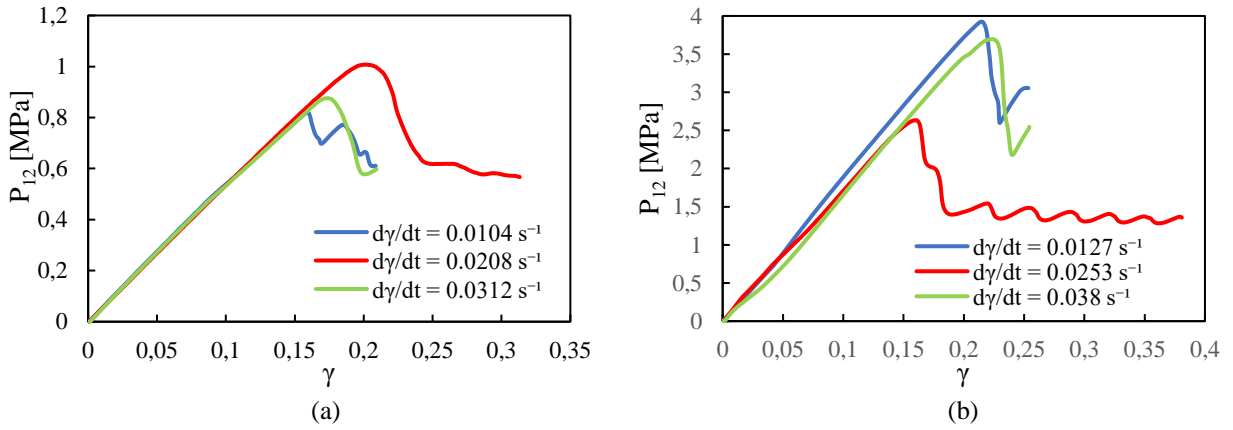 1,2
1
0,8
0,6
0,4
0,2
0
P₁₂ [MPa]
dγ/dt = 0.0104 s⁻¹
dγ/dt = 0.0208 s⁻¹
dγ/dt = 0.0312 s⁻¹
0 0,05 0,1 0,15 0,2 0,25 0,3 0,35
γ
(a)
4
3,5
3
2,5
2
1,5
1
0,5
0
P₁₂ [MPa]
dγ/dt = 0.0127 s⁻¹
dγ/dt = 0.0253 s⁻¹
dγ/dt = 0.038 s⁻¹
0 0,05 0,1 0,15 0,2 0,25 0,3 0,35 0,4
γ
(b)